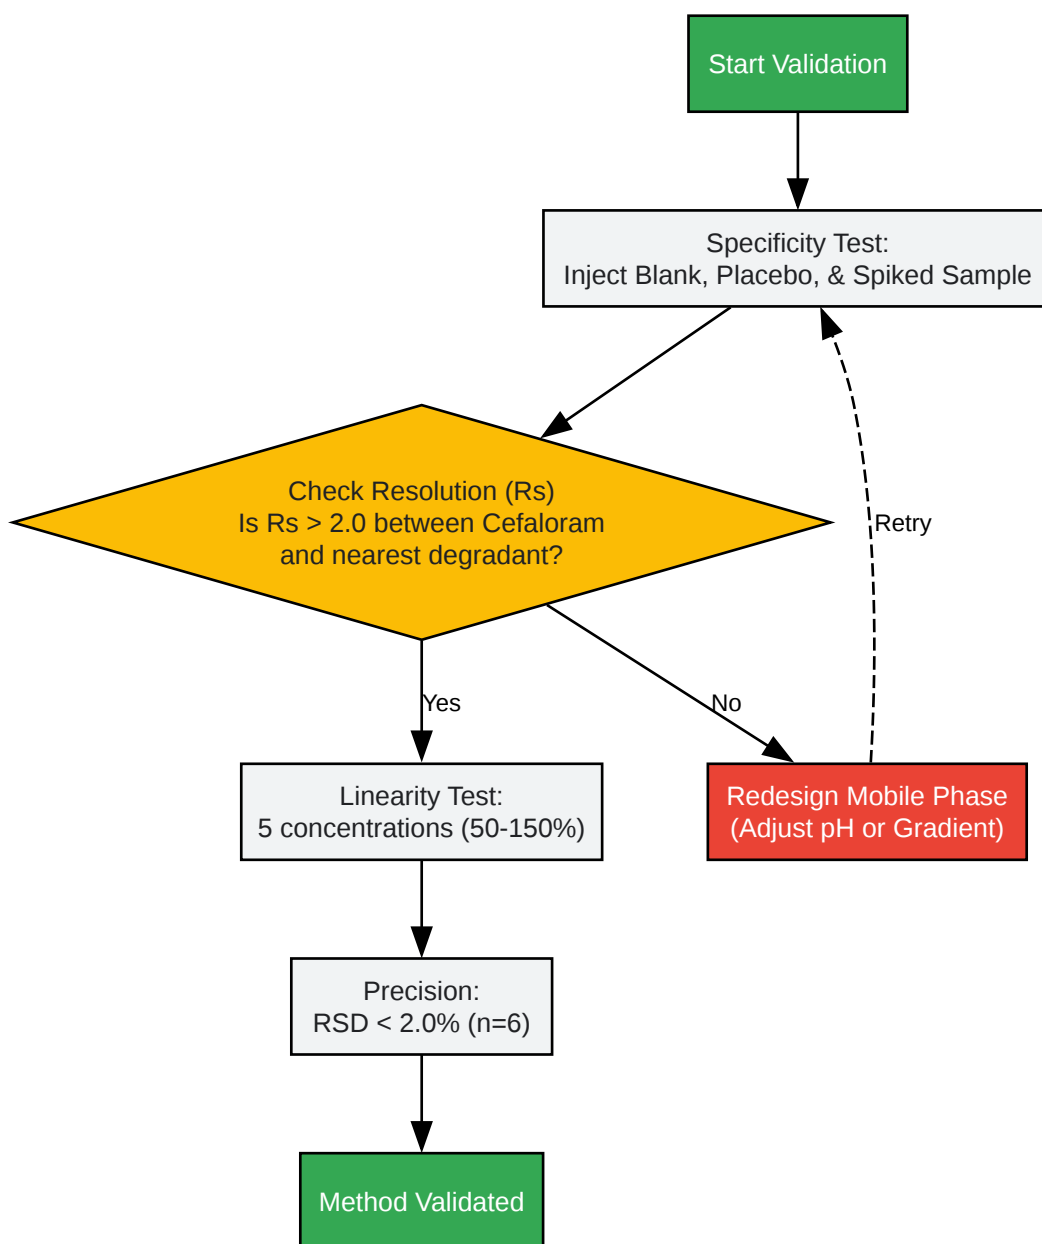 Start Validation
Specificity Test:
Inject Blank, Placebo, & Spiked Sample
Check Resolution (Rs)
Is Rs > 2.0 between Cefaloram
and nearest degradant?
Retry
Yes
No
Linearity Test:
5 concentrations (50-150%)
Redesign Mobile Phase
(Adjust pH or Gradient)
Precision:
RSD < 2.0% (n=6)
Method Validated